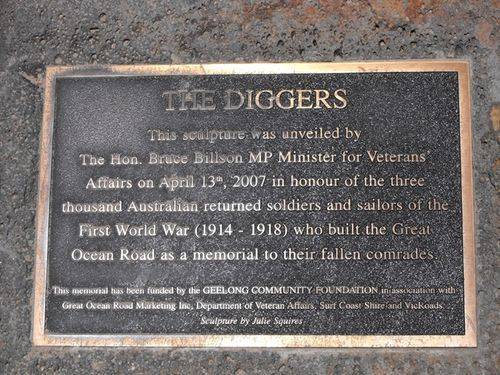 THE DIGGERS
This sculpture was unveiled by
The Hon. Bruce Billson MP Minister for Veterans'
Affairs on April 13th, 2007 in honour of the three
thousand Australian returned soldiers and sailors of the
First World War (1914 - 1918) who built the Great
Ocean Road as a memorial to their fallen comrades.
This memorial has been funded by the GEELONG COMMUNITY FOUNDATION in association with
Great Ocean Road Marketing Inc, Department of Veteran Affairs, Surf Coast Shire and VicRoads
Sculpture by Julie Squires